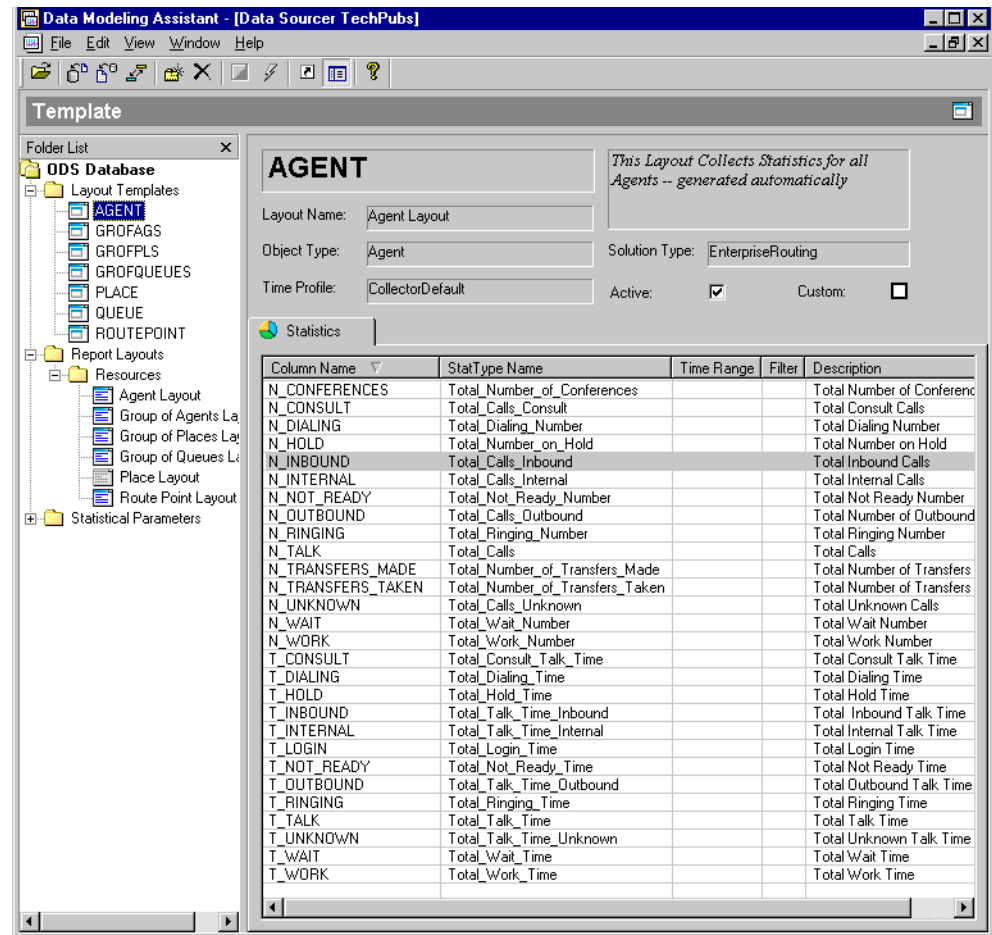 Data Modeling Assistant - [Data Sourcer TechPubs]
File Edit View Window Help
Template
Folder List
ODS Database
Layout Templates
AGENT
GROFAGS
GROFPLS
GROFQUEUES
PLACE
QUEUE
ROUTEPOINT
Report Layouts
Resources
Agent Layout
Group of Agents La
Group of Places Lay
Group of Queues La
Place Layout
Route Point Layout
Statistical Parameters
AGENT
This Layout Collects Statistics for all
Agents -- generated automatically
Layout Name: Agent Layout
Object Type: Agent Solution Type: EnterpriseRouting
Time Profile: CollectorDefault Active: Custom:
Statistics
Column Name StatType Name Time Range Filter Description
N_CONFERENCES Total_Number_of_Conferences Total Number of Conferenc
N_CONSULT Total_Calls_Consult Total Consult Calls
N_DIALING Total_Dialing_Number Total Dialing Number
N_HOLD Total_Number_on_Hold Total Number on Hold
N_INBOUND Total_Calls_Inbound Total Inbound Calls
N_INTERNAL Total_Calls_Internal Total Internal Calls
N_NOT_READY Total_Not_Ready_Number Total Not Ready Number
N_OUTBOUND Total_Calls_Outbound Total Number of Outbound
N_RINGING Total_Ringing_Number Total Ringing Number
N_TALK Total_Calls Total Calls
N_TRANSFERS_MADE Total_Number_of_Transfers_Made Total Number of Transfers
N_TRANSFERS_TAKEN Total_Number_of_Transfers_Taken Total Number of Transfers
N_UNKNOWN Total_Calls_Unknown Total Unknown Calls
N_WAIT Total_Wait_Number Total Wait Number
N_WORK Total_Work_Number Total Work Number
T_CONSULT Total_Consult_Talk_Time Total Consult Talk Time
T_DIALING Total_Dialing_Time Total Dialing Time
T_HOLD Total_Hold_Time Total Hold Time
T_INBOUND Total_Talk_Time_Inbound Total Inbound Talk Time
T_INTERNAL Total_Talk_Time_Internal Total Internal Talk Time
T_LOGIN Total_Login_Time Total Login Time
T_NOT_READY Total_Not_Ready_Time Total Not Ready Time
T_OUTBOUND Total_Talk_Time_Outbound Total Outbound Talk Time
T_RINGING Total_Ringing_Time Total Ringing Time
T_TALK Total_Talk_Time Total Talk Time
T_UNKNOWN Total_Talk_Time_Unknown Total Unknown Talk Time
T_WAIT Total_Wait_Time Total Wait Time
T_WORK Total_Work_Time Total Work Time